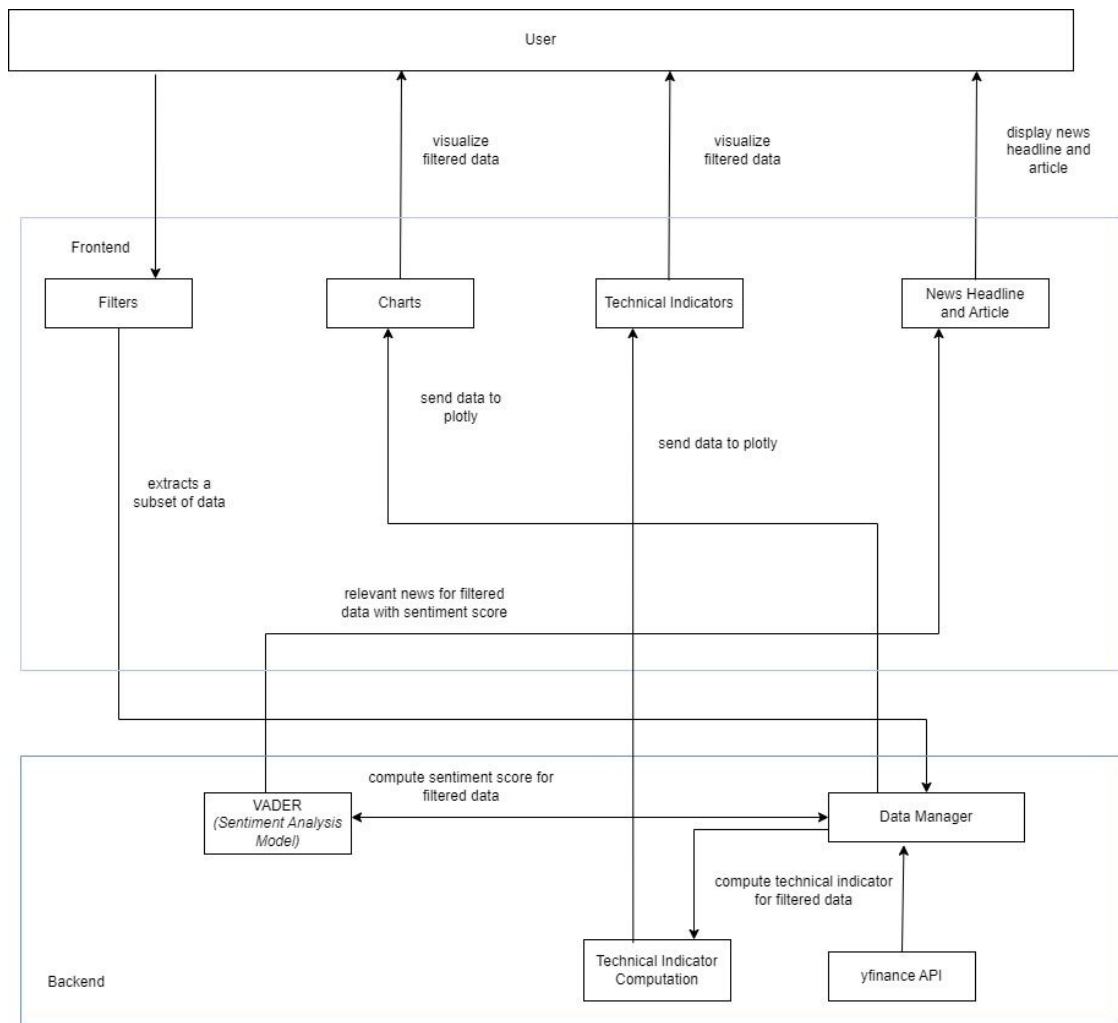 User
visualize
filtered data
visualize
filtered data
display news
headline and
article
Frontend
Filters
Charts
Technical Indicators
News Headline
and Article
send data to
plotly
send data to plotly
extracts a
subset of data
relevant news for filtered
data with sentiment score
compute sentiment score for
filtered data
VADER
(Sentiment Analysis
Model)
Data Manager
compute technical indicator
for filtered data
Technical Indicator
Computation
yfinance API
Backend